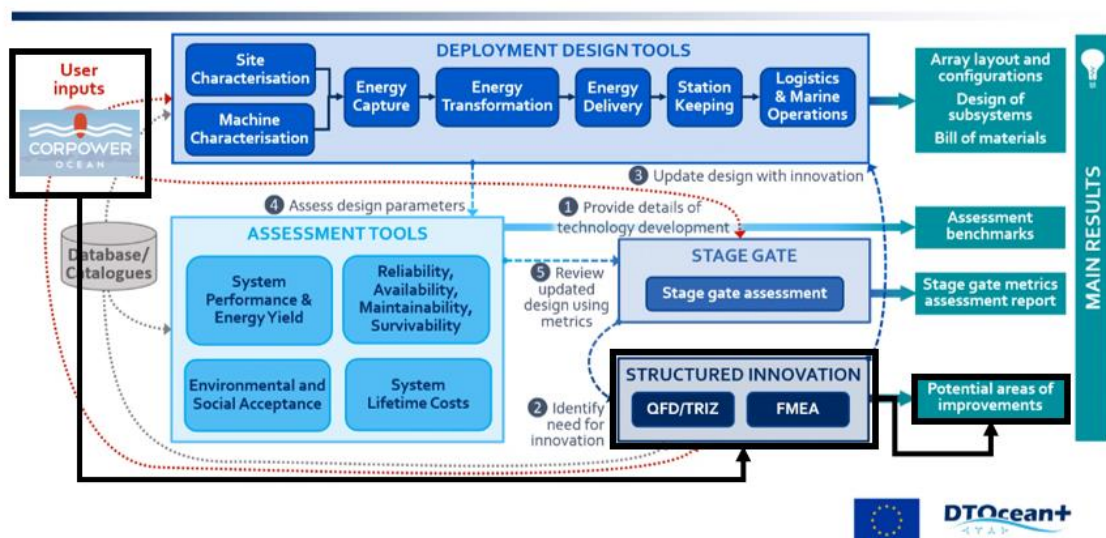 User
inputs
CORPOWER
OCEAN
Database/
Catalogues
DEPLOYMENT DESIGN TOOLS
Site
Characterisation
Machine
Characterisation
Energy
Capture
Energy
Transformation
Energy
Delivery
Station
Keeping
Logistics
& Marine
Operations
3 Update design with innovation
4 Assess design parameters
1 Provide details of
technology development
ASSESSMENT TOOLS
System
Performance &
Energy Yield
Reliability,
Availability,
Maintainability,
Survivability
Environmental and
Social Acceptance
System
Lifetime Costs
5 Review
updated
design using
metrics
STAGE GATE
Stage gate assessment
2 Identify
need for
innovation
STRUCTURED INNOVATION
QFD/TRIZ
FMEA
Array layout and
configurations
Design of
subsystems
Bill of materials
Assessment
benchmarks
Stage gate metrics
assessment report
Potential areas of
improvements
MAIN RESULTS
DTOcean+